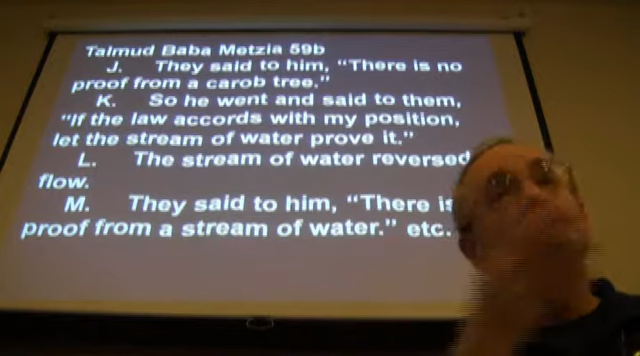 Talmud Baba Metzia 59b
J. They said to him, "There is no
proof from a carob tree."
K. So he went and said to them,
"If the law accords with my position,
let the stream of water prove it."
L. The stream of water reversed
flow.
M. They said to him, "There is
proof from a stream of water." etc.